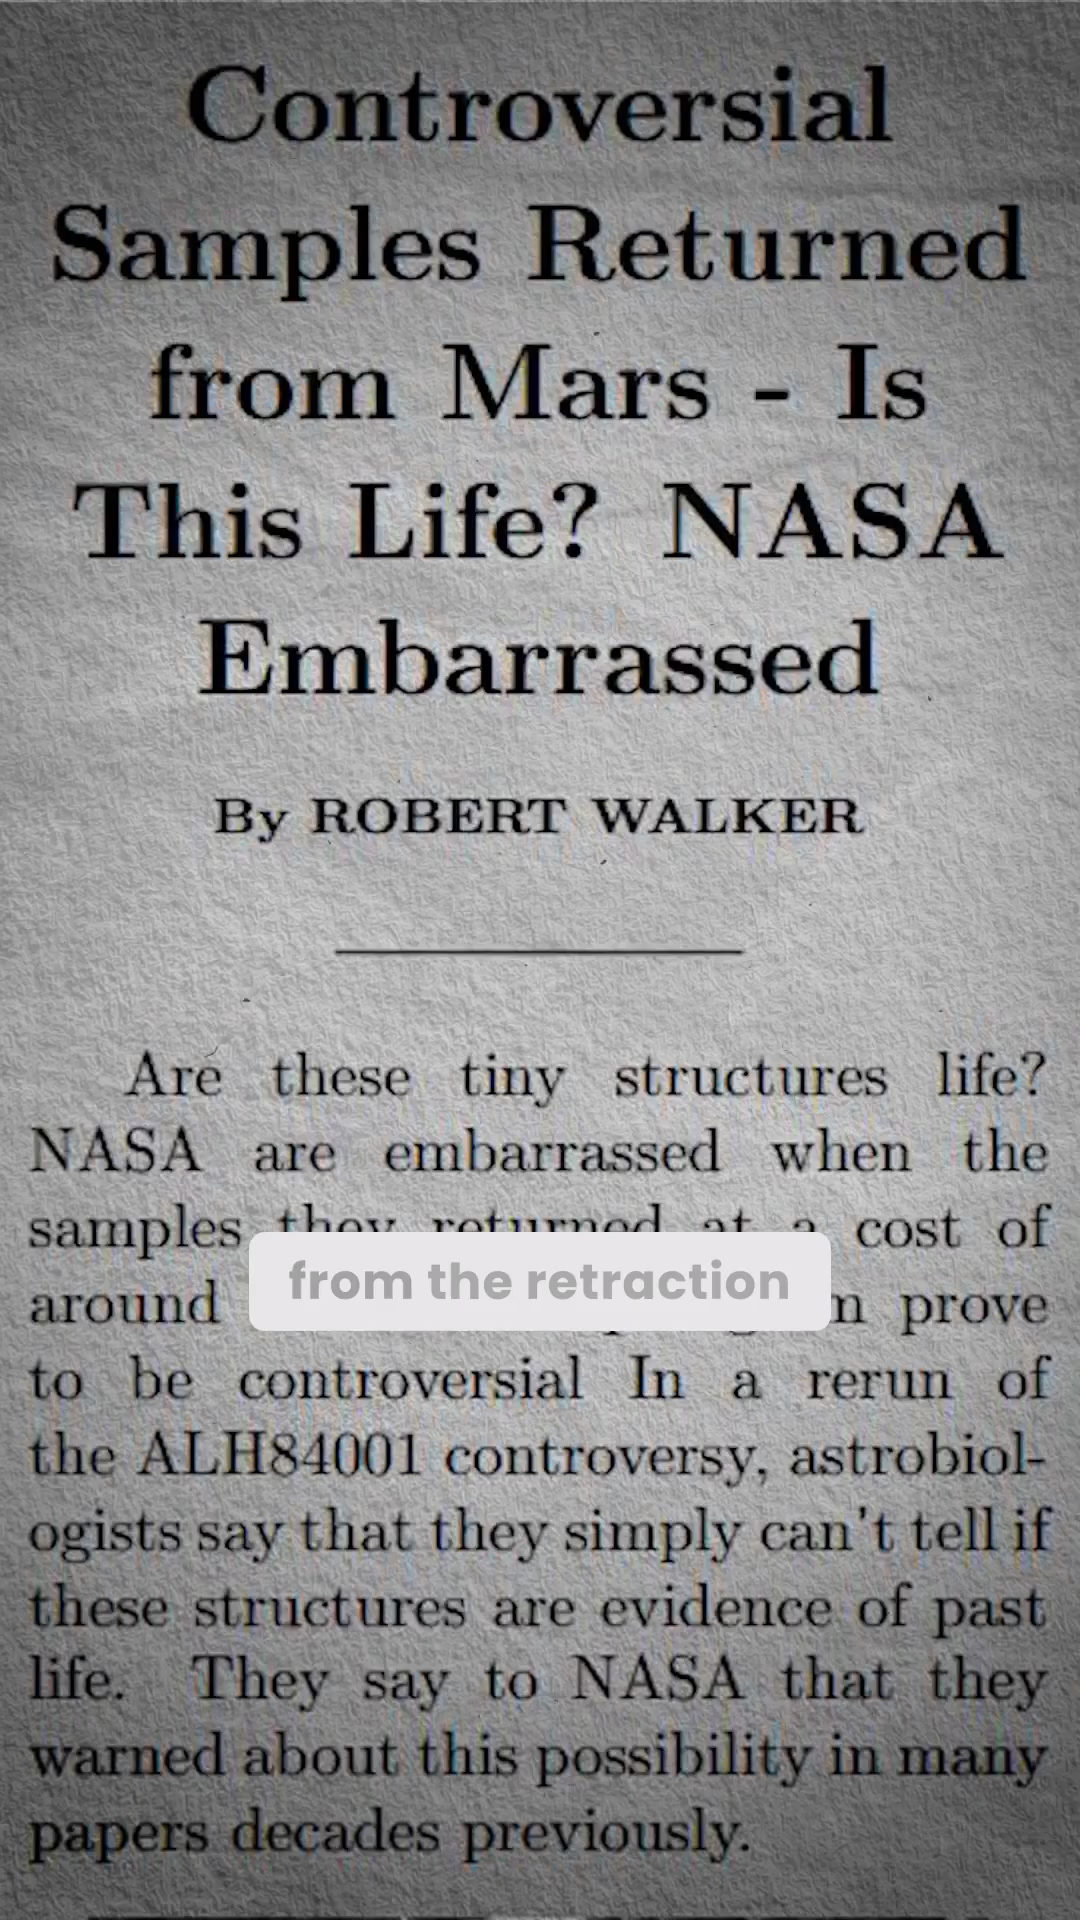 Controversial
Samples Returned
from Mars - Is
This Life? NASA
Embarrassed
By ROBERT WALKER
Are these tiny structures life?
NASA are embarrassed when the
samples they returned at a cost of
from the retraction
around prove
to be controversial In a rerun of
the ALH84001 controversy, astrobiol-
ogists say that they simply can't tell if
these structures are evidence of past
life. They say to NASA that they
warned about this possibility in many
papers decades previously.